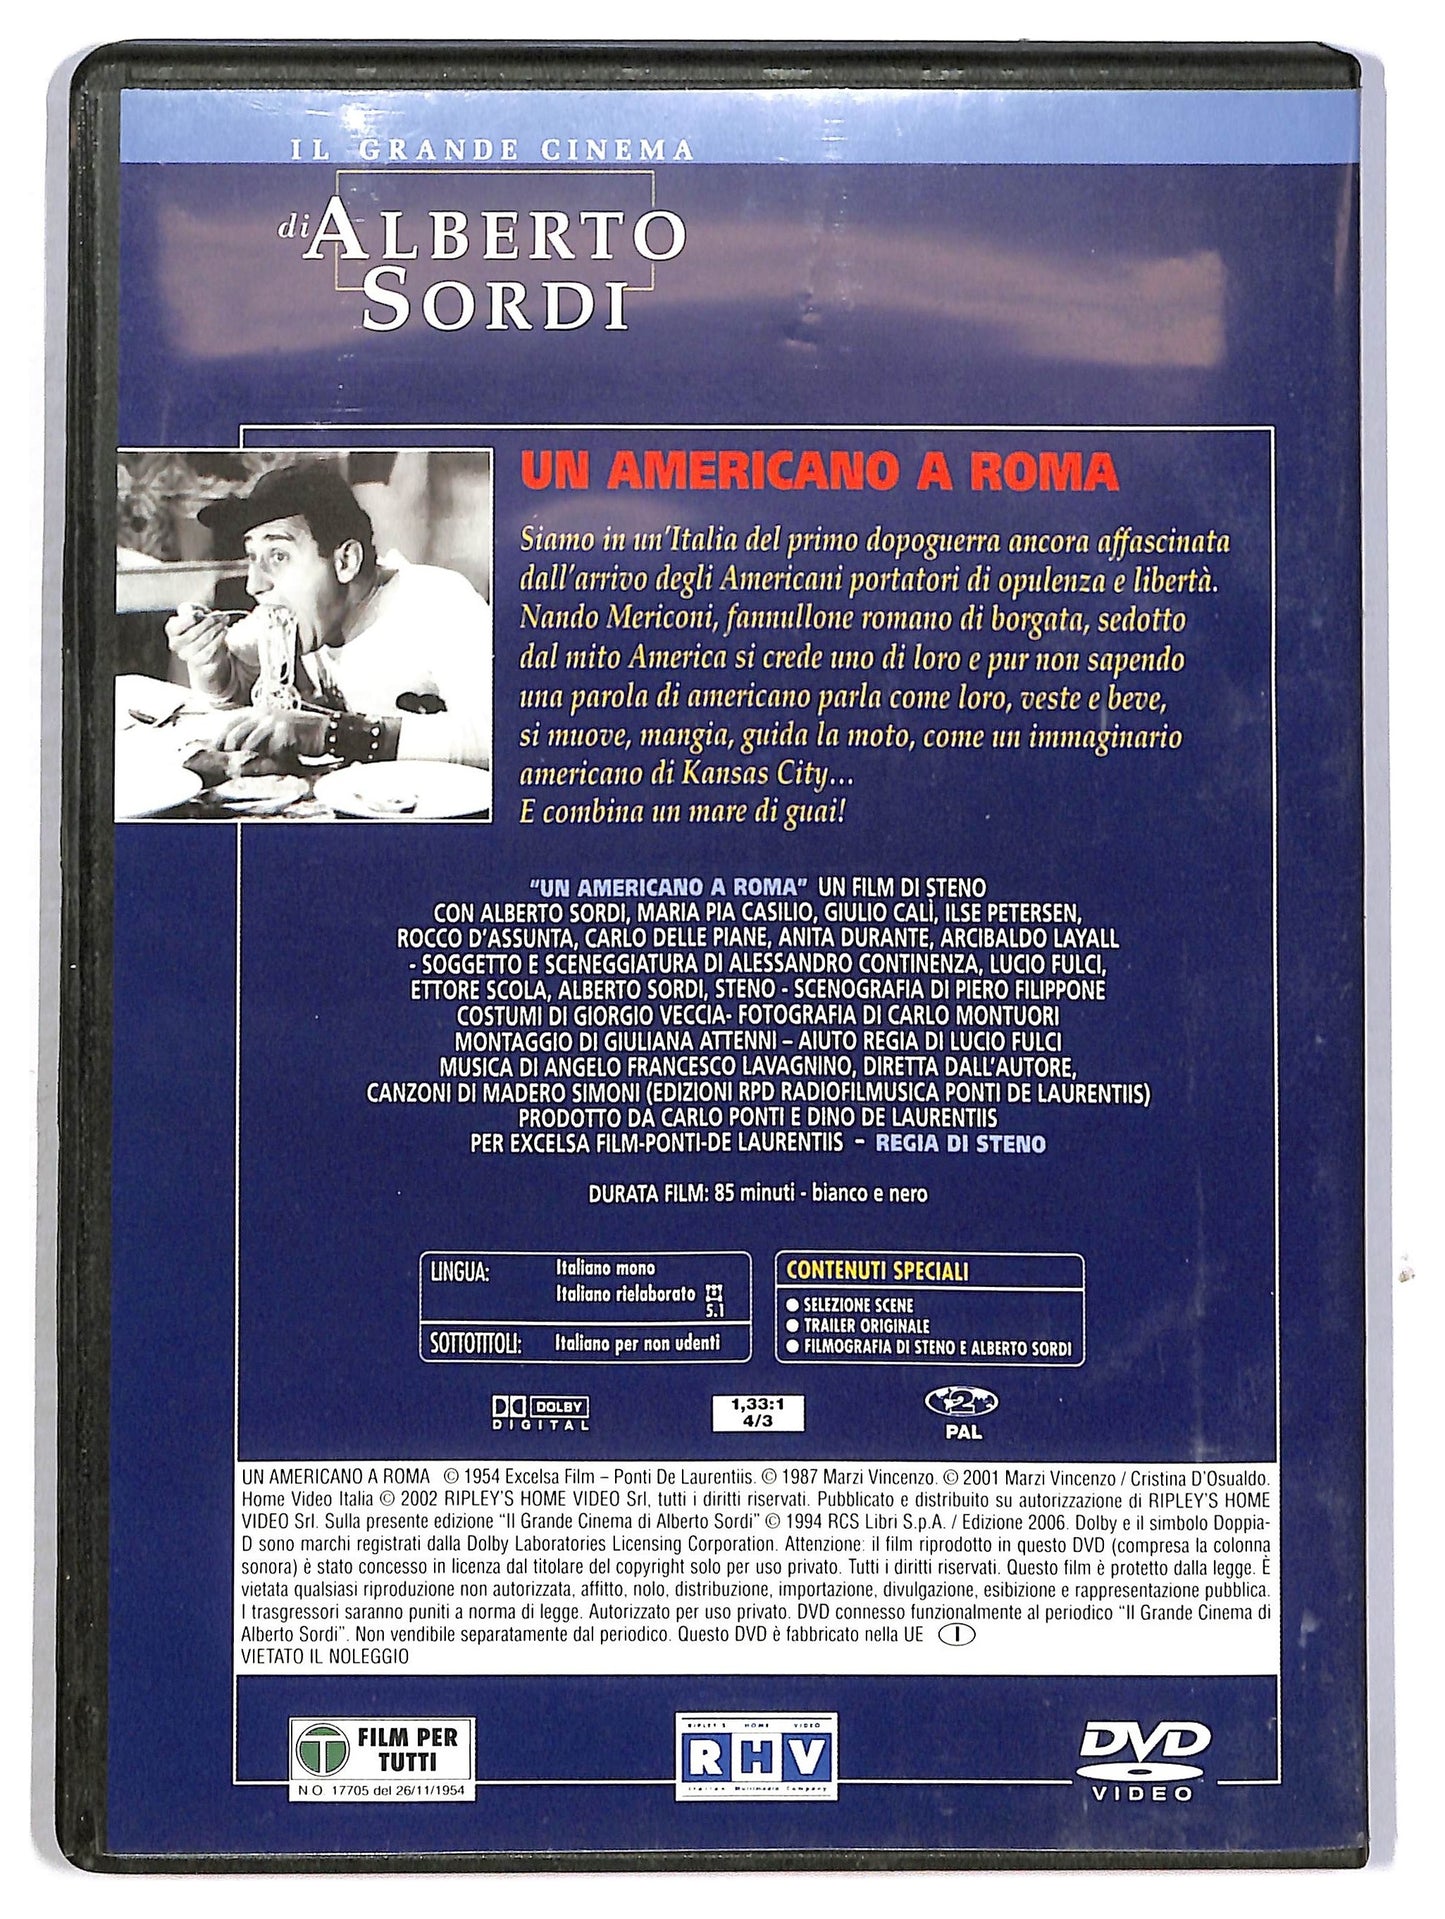 IL GRANDE CINEMA
di ALBERTO
SORDI
UN AMERICANO A ROMA
Siamo in un'Italia del primo dopoguerra ancora affascinata
dall'arrivo degli Americani portatori di opulenza e libertà.
Nando Mericoni, fannullone romano di borgata, sedotto
dal mito America si crede uno di loro e pur non sapendo
una parola di americano parla come loro, veste e beve,
si muove, mangia, guida la moto, come un immaginario
americano di Kansas City...
E combina un mare di guai!
"UN AMERICANO A ROMA" UN FILM DI STENO
CON ALBERTO SORDI, MARIA PIA CASILIO, GIULIO CALÌ, ILSE PETERSEN,
ROCCO D'ASSUNTA, CARLO DELLE PIANE, ANITA DURANTE, ARCIBALDO LAYALL
- SOGGETTO E SCENEGGIATURA DI ALESSANDRO CONTINENZA, LUCIO FULCI,
ETTORE SCOLA, ALBERTO SORDI, STENO - SCENOGRAFIA DI PIERO FILIPPONE
COSTUMI DI GIORGIO VECCIA- FOTOGRAFIA DI CARLO MONTUORI
MONTAGGIO DI GIULIANA ATTENNI – AIUTO REGIA DI LUCIO FULCI
MUSICA DI ANGELO FRANCESCO LAVAGNINO, DIRETTA DALL'AUTORE,
CANZONI DI MADERO SIMONI (EDIZIONI RPD RADIOFILMUSICA PONTI DE LAURENTIIS)
PRODOTTO DA CARLO PONTI E DINO DE LAURENTIIS
PER EXCELSA FILM-PONTI-DE LAURENTIIS - REGIA DI STENO
DURATA FILM: 85 minuti - bianco e nero
LINGUA: Italiano mono
Italiano rielaborato 5.1
SOTTOTITOLI: Italiano per non udenti
CONTENUTI SPECIALI
● SELEZIONE SCENE
● TRAILER ORIGINALE
● FILMOGRAFIA DI STENO E ALBERTO SORDI
DOLBY
DIGITAL
1,33:1
4/3
2
PAL
UN AMERICANO A ROMA © 1954 Excelsa Film – Ponti De Laurentiis. © 1987 Marzi Vincenzo. © 2001 Marzi Vincenzo / Cristina D'Osualdo.
Home Video Italia © 2002 RIPLEY'S HOME VIDEO Srl, tutti i diritti riservati. Pubblicato e distribuito su autorizzazione di RIPLEY'S HOME
VIDEO Srl. Sulla presente edizione "Il Grande Cinema di Alberto Sordi" © 1994 RCS Libri S.p.A. / Edizione 2006. Dolby e il simbolo Doppia-
D sono marchi registrati dalla Dolby Laboratories Licensing Corporation. Attenzione: il film riprodotto in questo DVD (compresa la colonna
sonora) è stato concesso in licenza dal titolare del copyright solo per uso privato. Tutti i diritti riservati. Questo film è protetto dalla legge. È
vietata qualsiasi riproduzione non autorizzata, affitto, nolo, distribuzione, importazione, divulgazione, esibizione e rappresentazione pubblica.
I trasgressori saranno puniti a norma di legge. Autorizzato per uso privato. DVD connesso funzionalmente al periodico "Il Grande Cinema di
Alberto Sordi". Non vendibile separatamente dal periodico. Questo DVD è fabbricato nella UE I
VIETATO IL NOLEGGIO
T FILM PER
TUTTI
N.O. 17705 del 26/11/1954
RIPLEY'S HOME VIDEO
RHV
Italian Multimedia Company
DVD
VIDEO